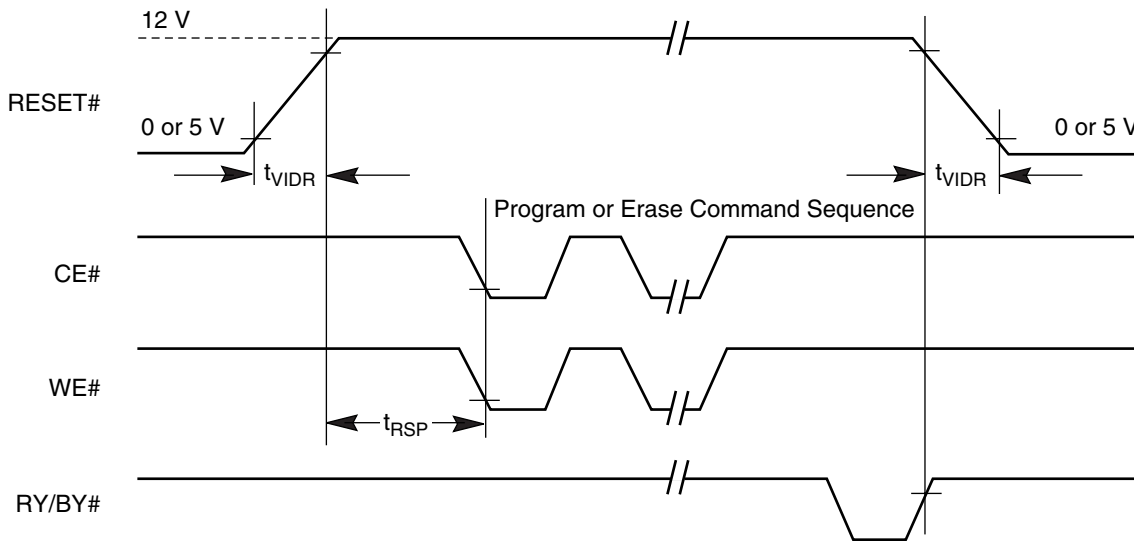 12 V
RESET#
0 or 5 V
0 or 5 V
tVIDR
tVIDR
Program or Erase Command Sequence
CE#
WE#
tRSP
RY/BY#